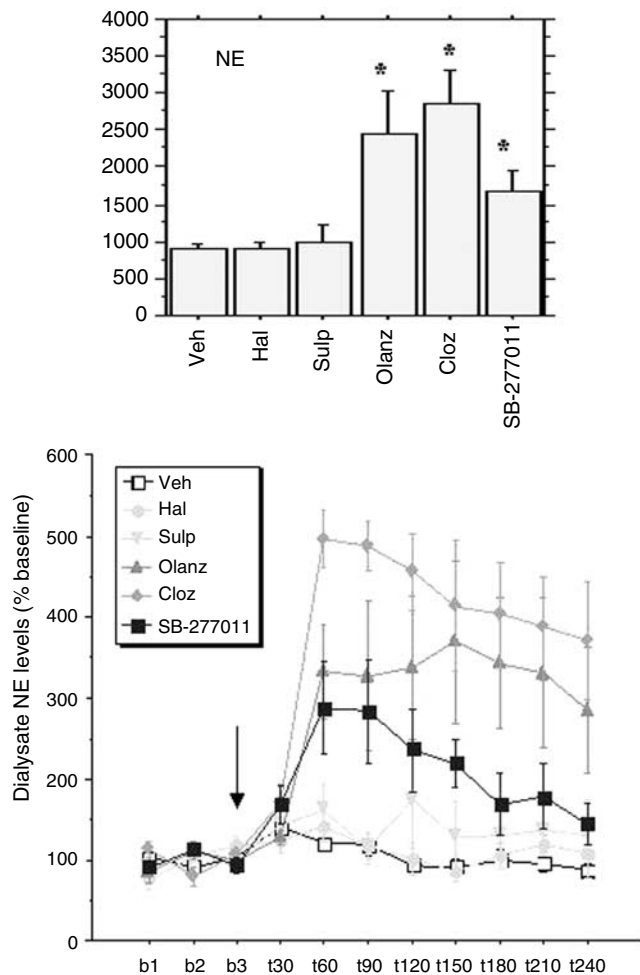 4000
3500
3000
2500
2000
1500
1000
500
0
NE
*
*
*
Veh
Hal
Sulp
Olanz
Cloz
SB-277011
Dialysate NE levels (% baseline)
600
500
400
300
200
100
0
Veh
Hal
Sulp
Olanz
Cloz
SB-277011
b1 b2 b3 t30 t60 t90 t120 t150 t180 t210 t240